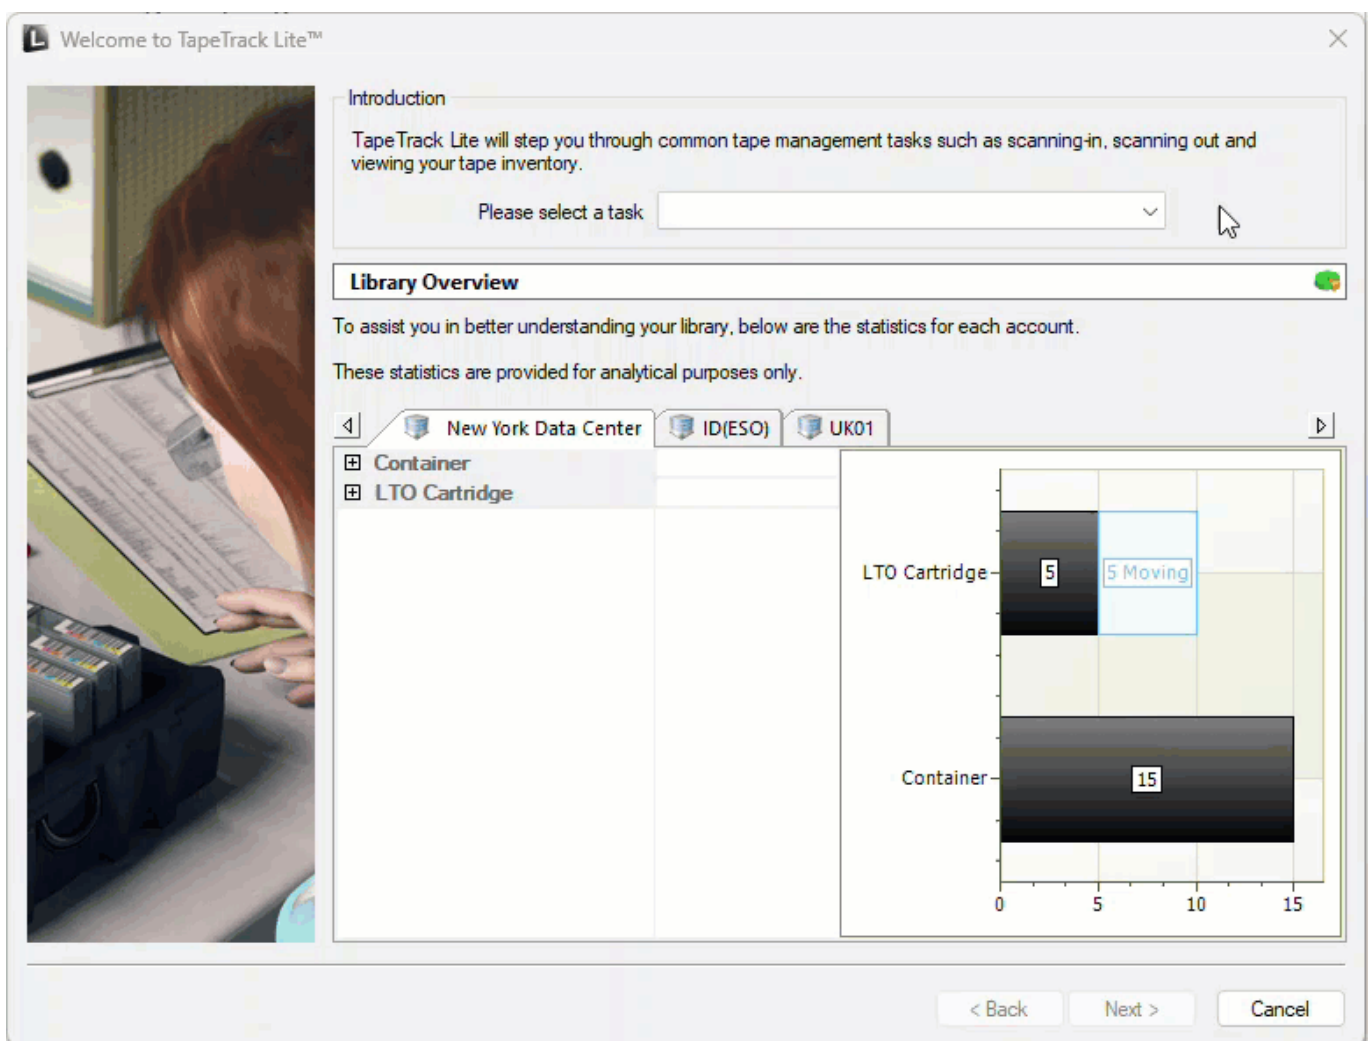 Welcome to TapeTrack Lite™
Introduction
TapeTrack Lite will step you through common tape management tasks such as scanning-in, scanning out and
viewing your tape inventory.
Please select a task
Library Overview
To assist you in better understanding your library, below are the statistics for each account.
These statistics are provided for analytical purposes only.
New York Data Center
ID(ESO)
UK01
Container
LTO Cartridge
LTO Cartridge
5
5 Moving
Container
15
0 5 10 15
< Back
Next >
Cancel